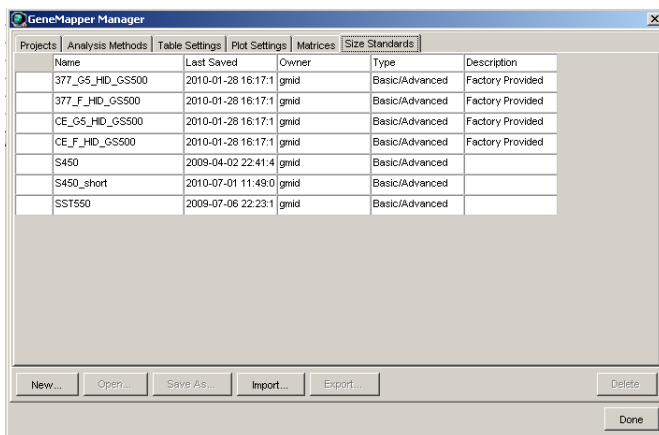 GeneMapper Manager
Projects Analysis Methods Table Settings Plot Settings Matrices Size Standards
Name Last Saved Owner Type Description
377_G5_HID_GS500 2010-01-28 16:17:1 gmid Basic/Advanced Factory Provided
377_F_HID_GS500 2010-01-28 16:17:1 gmid Basic/Advanced Factory Provided
CE_G5_HID_GS500 2010-01-28 16:17:1 gmid Basic/Advanced Factory Provided
CE_F_HID_GS500 2010-01-28 16:17:1 gmid Basic/Advanced Factory Provided
S450 2009-04-02 22:41:4 gmid Basic/Advanced
S450_short 2010-07-01 11:49:0 gmid Basic/Advanced
SST550 2009-07-06 22:23:1 gmid Basic/Advanced
New... Open... Save As... Import... Export... Delete
Done